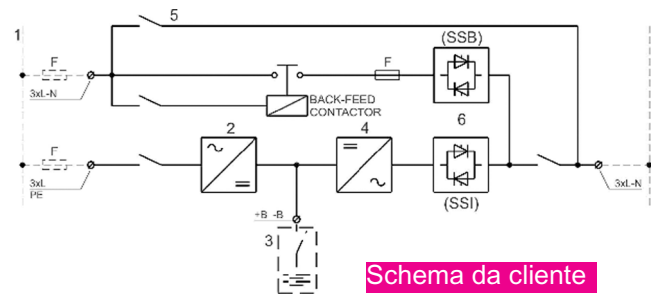 5
1
(SSB)
F
F
3xL-N
BACK-FEED
CONTACTOR
2
4
6
F
3xL
PE
3xL-N
+B -B
(SSI)
3
Schema da cliente